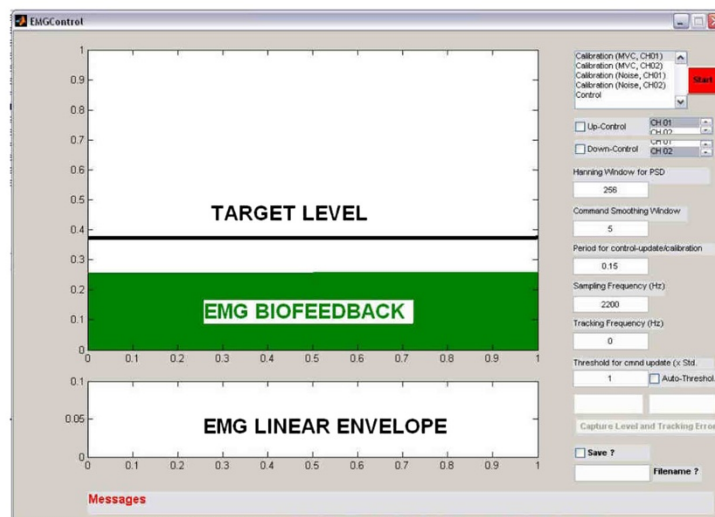 EMGControl
1
0.9
0.8
0.7
0.6
0.5
0.4
0.3
0.2
0.1
0
TARGET LEVEL
EMG BIOFEEDBACK
0 0.1 0.2 0.3 0.4 0.5 0.6 0.7 0.8 0.9 1
0.1
0.05
0
EMG LINEAR ENVELOPE
0 0.1 0.2 0.3 0.4 0.5 0.6 0.7 0.8 0.9 1
Messages
Calibration (MVC, CH01)
Calibration (MVC, CH02)
Calibration (Noise, CH01)
Calibration (Noise, CH02)
Control
Start
Up-Control
CH 01
CH 02
Down-Control
CH 01
CH 02
Hanning Window for PSD
256
Command Smoothing Window
5
Period for control-update/calibration
0.15
Sampling Frequency (Hz)
2200
Tracking Frequency (Hz)
0
Threshold for cmnd update (x Std.
1
Auto-Threshol
Capture Level and Tracking Error
Save ?
Filename ?